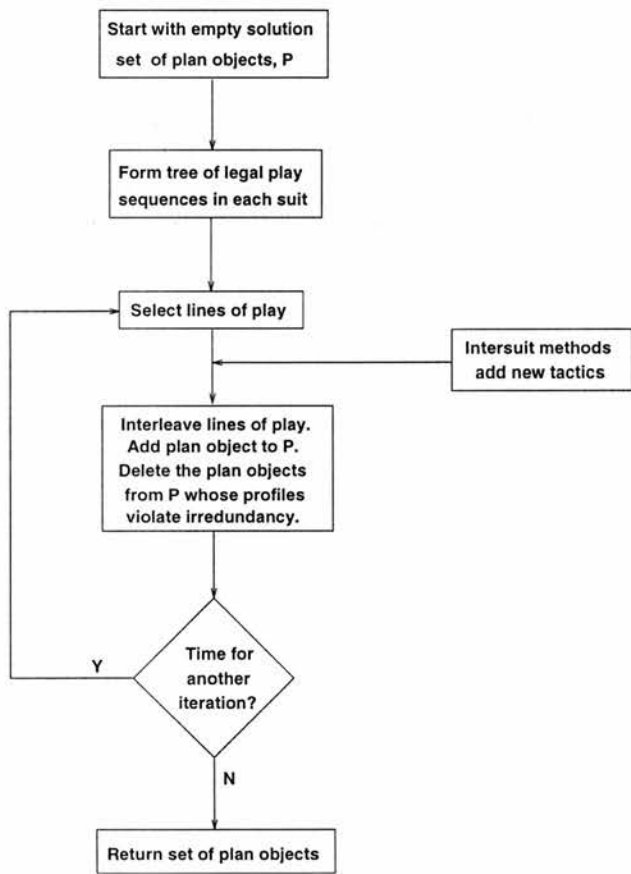 Start with empty solution
set of plan objects, P
Form tree of legal play
sequences in each suit
Select lines of play
Intersuit methods
add new tactics
Interleave lines of play.
Add plan object to P.
Delete the plan objects
from P whose profiles
violate irredundancy.
Time for
another
iteration?
Y
N
Return set of plan objects